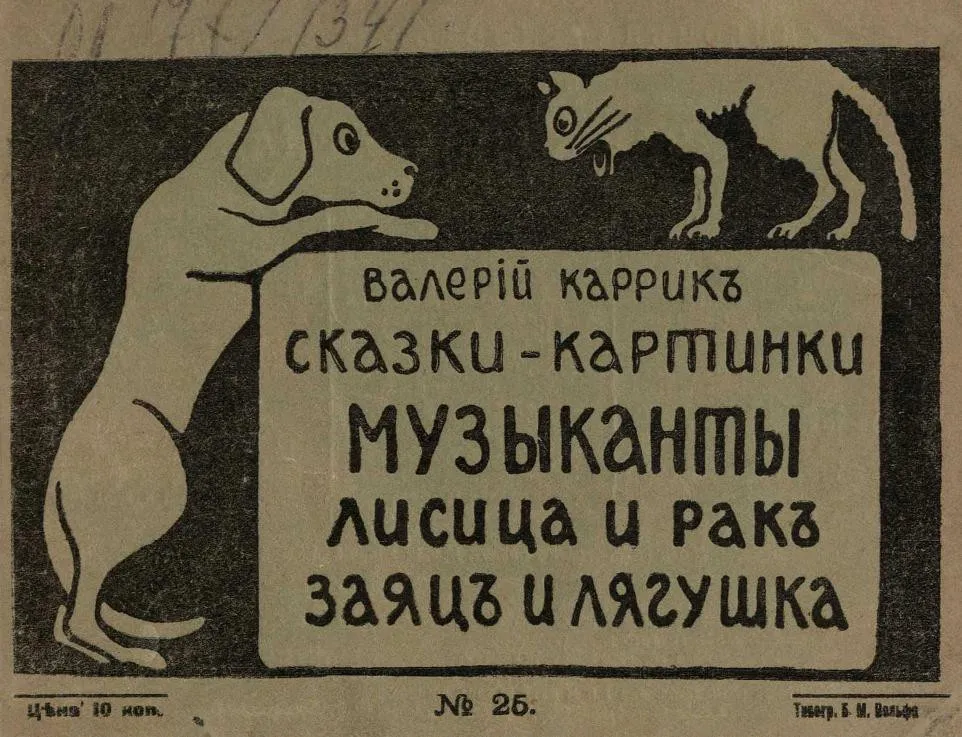 ВАЛЕРІЙ КАРРИКЪ
СКАЗКИ-КАРТИНКИ
МУЗЫКАНТЫ
ЛИСИЦА И РАКЪ
ЗАЯЦЪ И ЛЯГУШКА
Цѣна 10 коп.
№ 25.
Типогр. Б. М. Вольфа